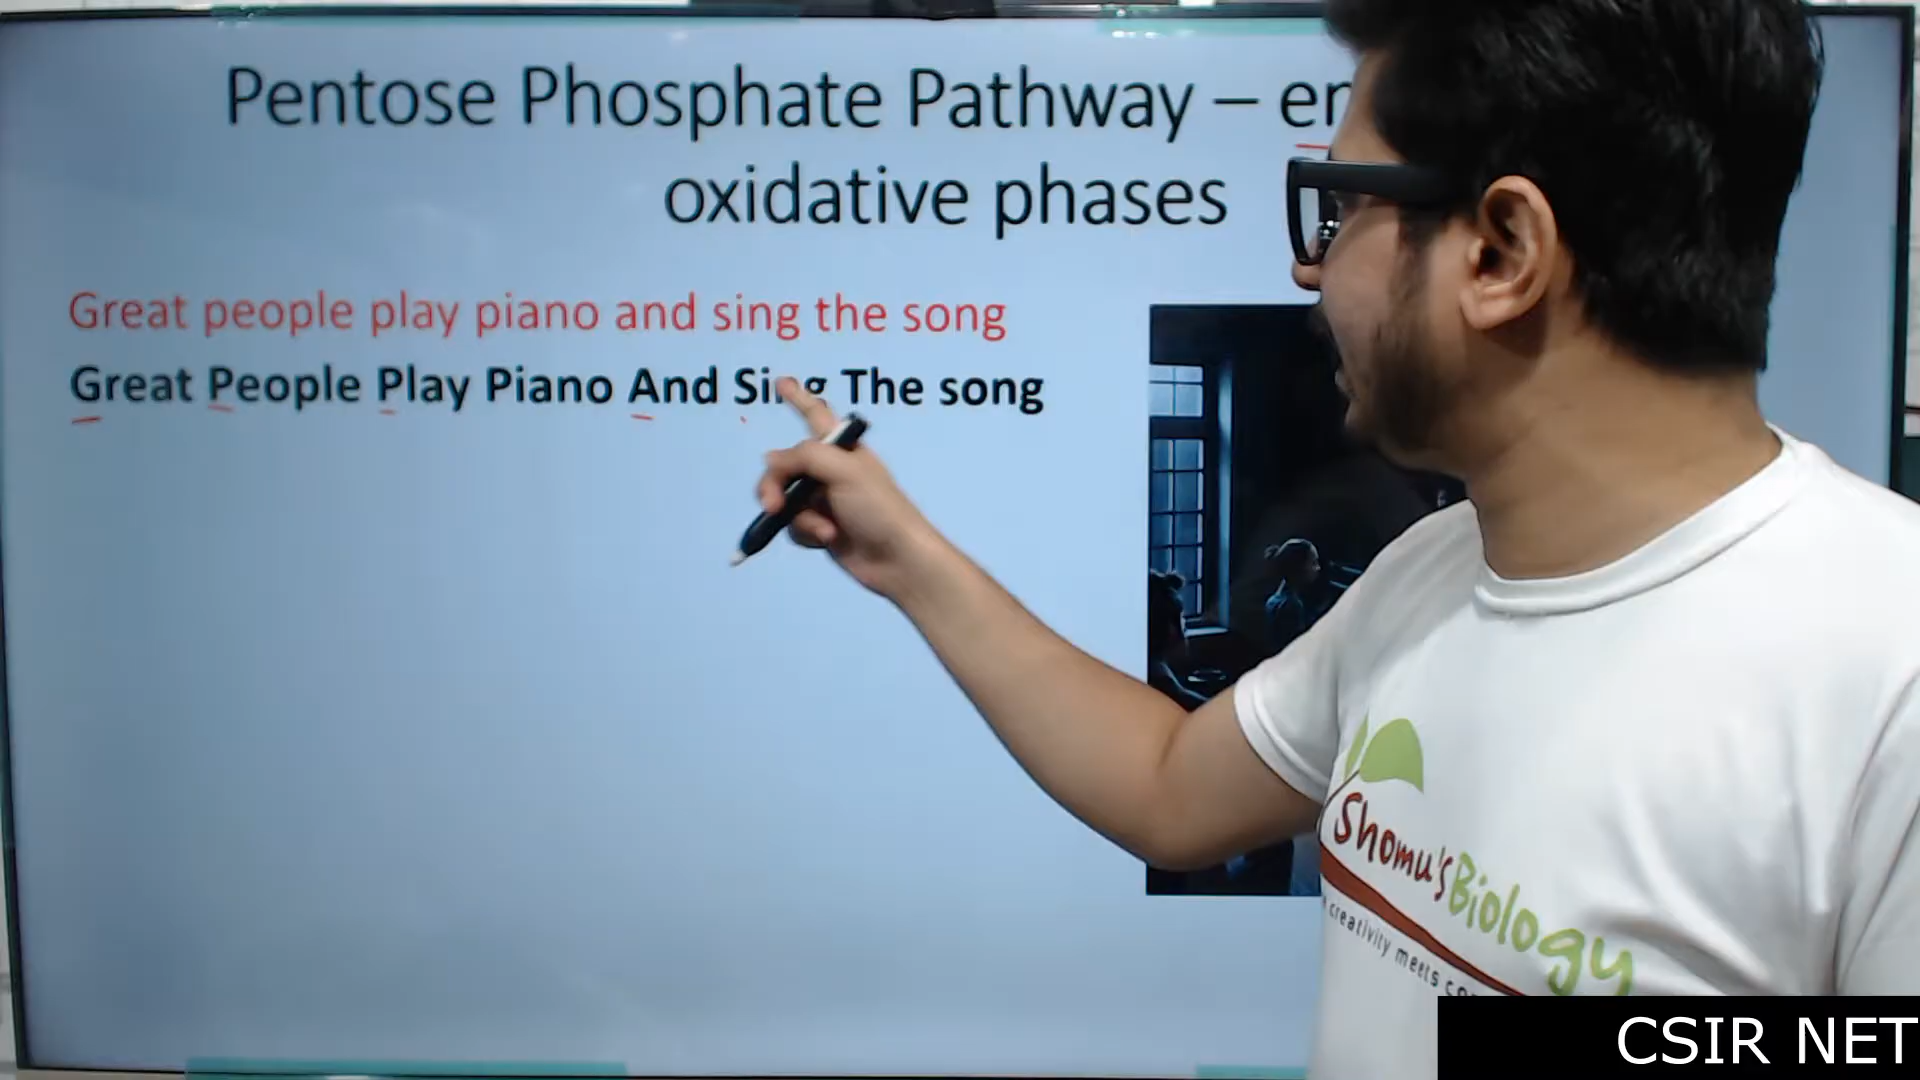 Pentose Phosphate Pathway – en
oxidative phases
Great people play piano and sing the song
Great People Play Piano And Sing The song
Shomu's Biology
creativity meets
CSIR NET